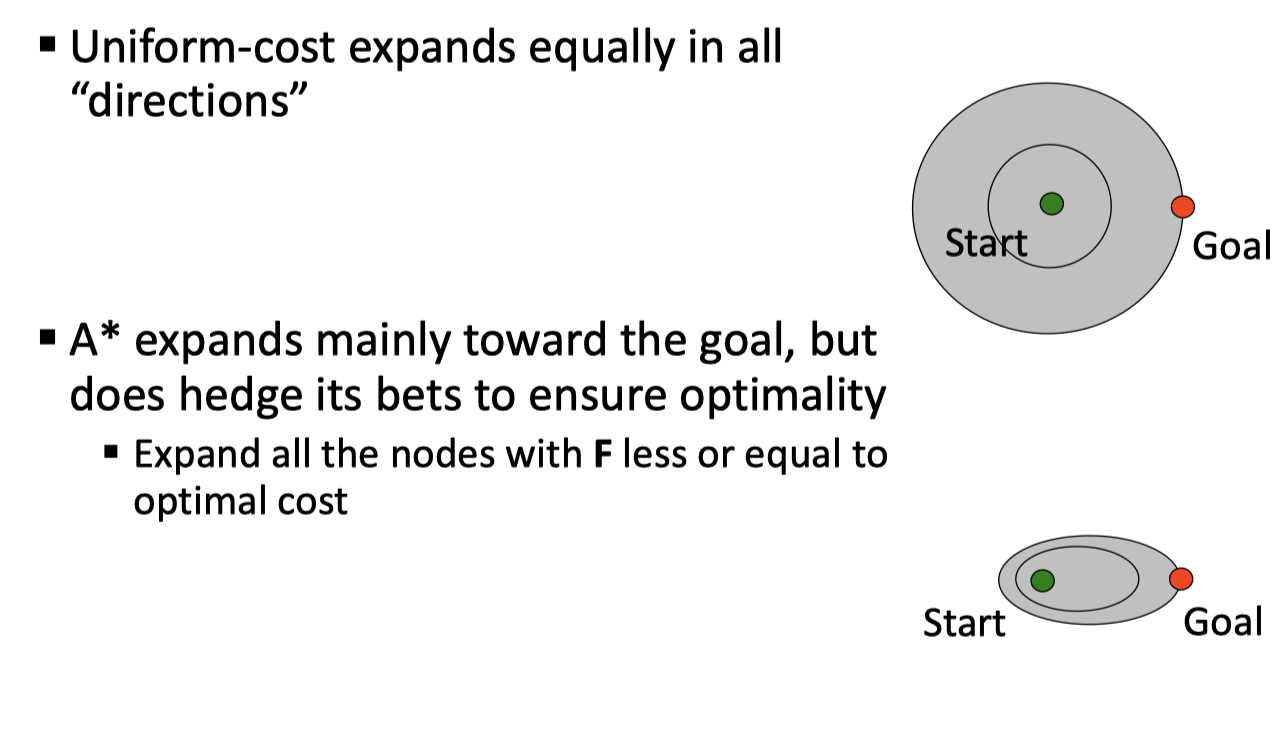 ▪ Uniform-cost expands equally in all
“directions”
Start
Goal
▪ A* expands mainly toward the goal, but
does hedge its bets to ensure optimality
▪ Expand all the nodes with F less or equal to
optimal cost
Start
Goal